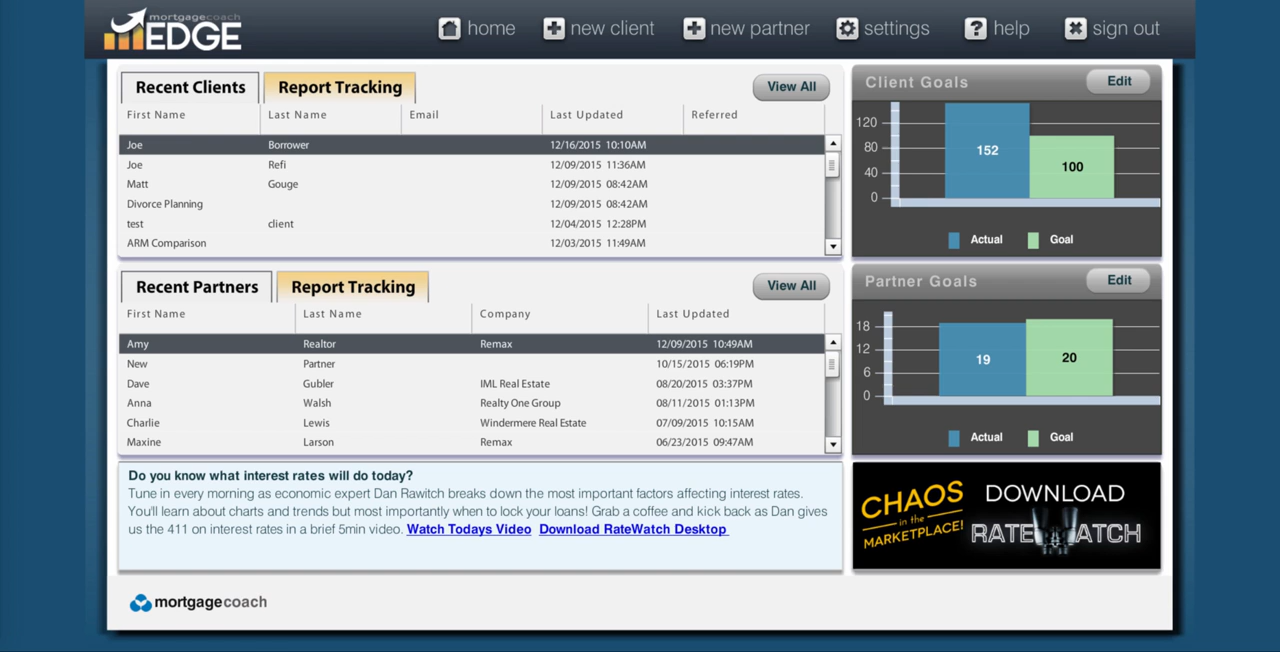 mortgagecoach
EDGE
home new client new partner settings ? help sign out
Recent Clients Report Tracking View All
First Name Last Name Email Last Updated Referred
Joe Borrower 12/16/2015 10:10AM
Joe Refi 12/09/2015 11:36AM
Matt Gouge 12/09/2015 08:42AM
Divorce Planning 12/09/2015 08:42AM
test client 12/04/2015 12:28PM
ARM Comparison 12/03/2015 11:49AM
Client Goals Edit
120
80
40
0
152
100
Actual Goal
Recent Partners Report Tracking View All
First Name Last Name Company Last Updated
Amy Realtor Remax 12/09/2015 10:49AM
New Partner 10/15/2015 06:19PM
Dave Gubler IML Real Estate 08/20/2015 03:37PM
Anna Walsh Realty One Group 08/11/2015 01:13PM
Charlie Lewis Windermere Real Estate 07/09/2015 10:15AM
Maxine Larson Remax 06/23/2015 09:47AM
Partner Goals Edit
18
12
6
0
19
20
Actual Goal
Do you know what interest rates will do today?
Tune in every morning as economic expert Dan Rawitch breaks down the most important factors affecting interest rates.
You'll learn about charts and trends but most importantly when to lock your loans! Grab a coffee and kick back as Dan gives
us the 411 on interest rates in a brief 5min video. Watch Todays Video Download RateWatch Desktop
CHAOS
in the
MARKETPLACE!
DOWNLOAD
RATEWATCH
mortgagecoach